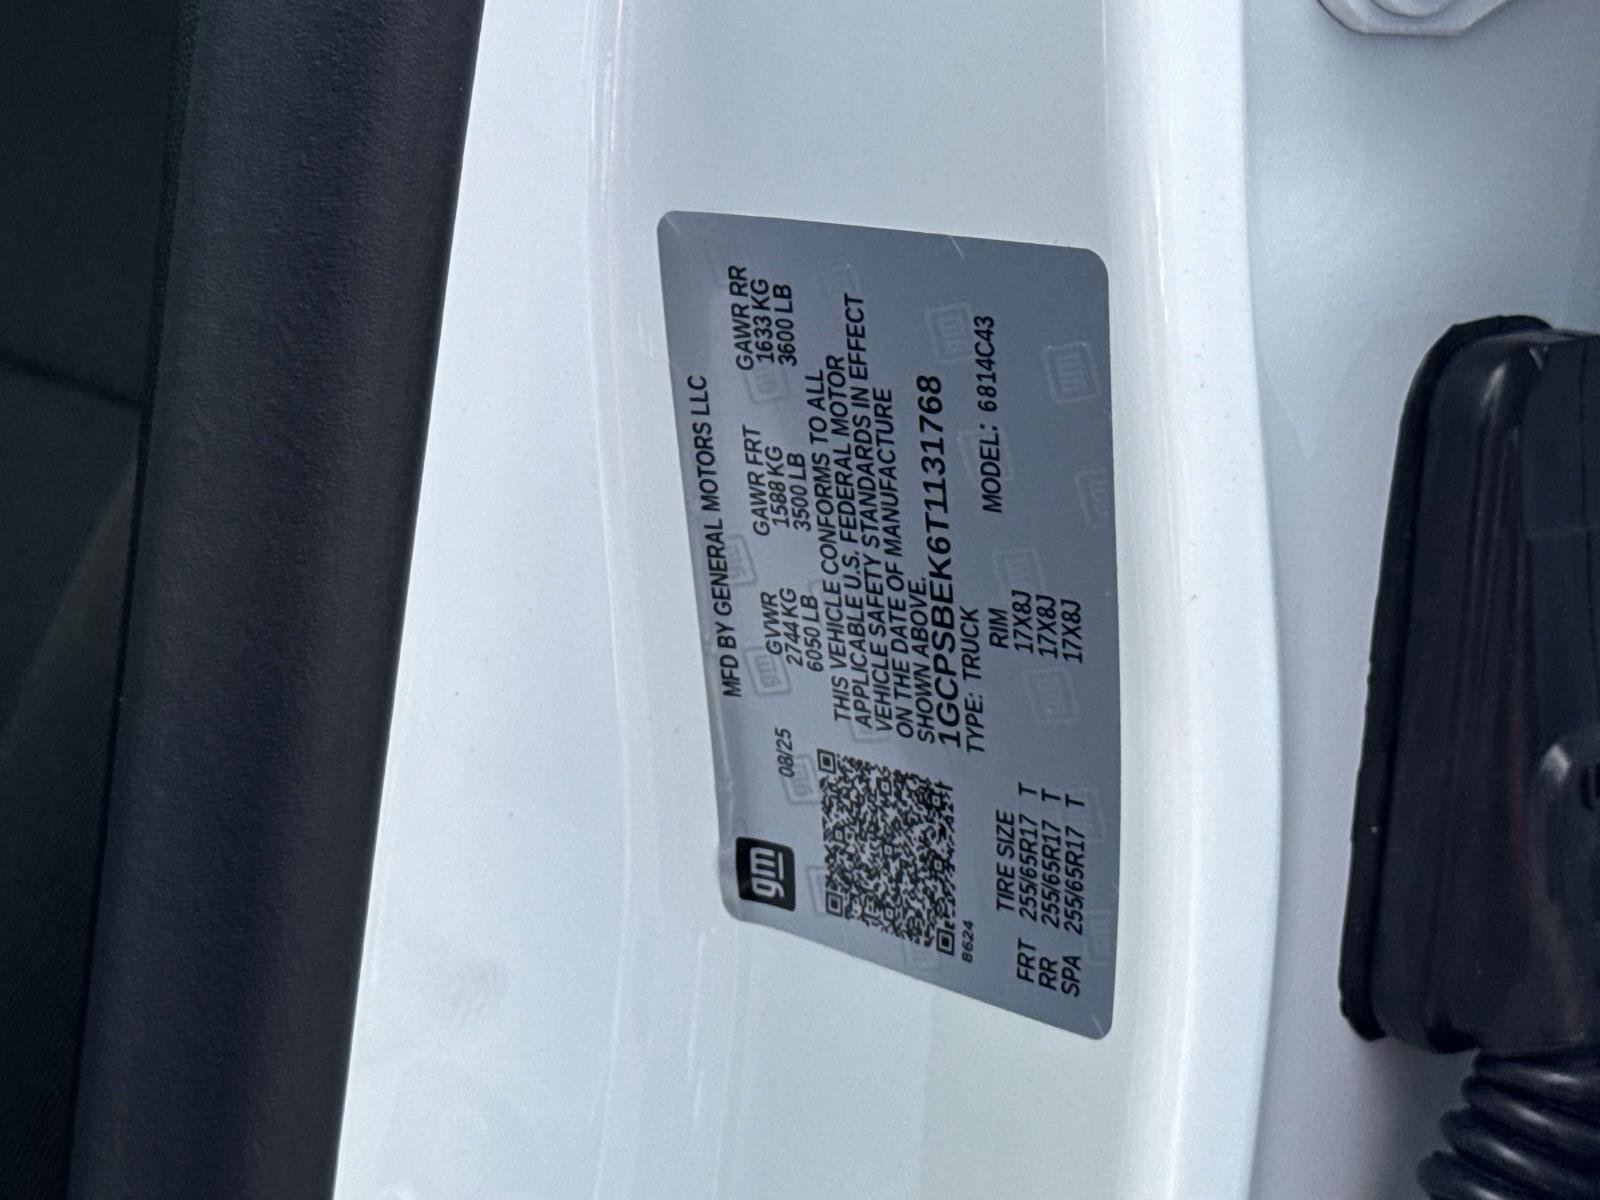 gm
MFD BY GENERAL MOTORS LLC
08/25
GVWR GAWR FRT GAWR RR
2744 KG 1588 KG 1633 KG
6050 LB 3500 LB 3600 LB
THIS VEHICLE CONFORMS TO ALL
APPLICABLE U.S. FEDERAL MOTOR
VEHICLE SAFETY STANDARDS IN EFFECT
ON THE DATE OF MANUFACTURE
SHOWN ABOVE.
1GCPSBEK6T1131768
TYPE: TRUCK MODEL: 6814C43
8624
TIRE SIZE RIM
FRT 255/65R17 T 17X8J
RR 255/65R17 T 17X8J
SPA 255/65R17 T 17X8J